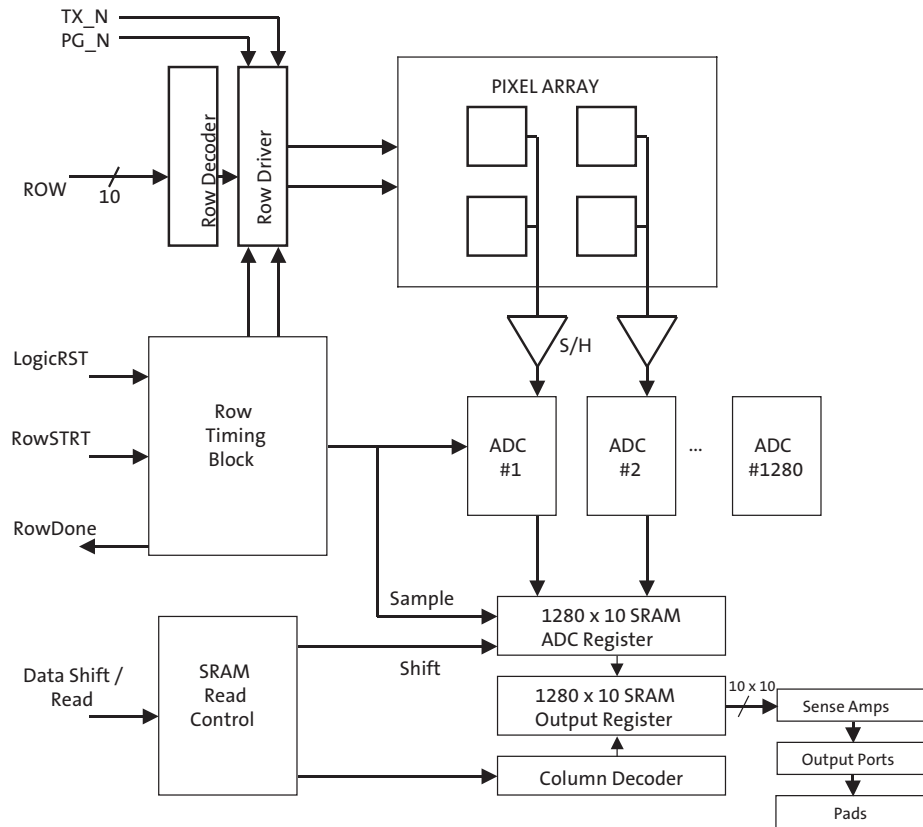 TX_N
PG_N
PIXEL ARRAY
Row Decoder
Row Driver
ROW
10
S/H
LogicRST
RowSTRT
RowDone
Row
Timing
Block
ADC
#1
ADC
#2
...
ADC
#1280
Sample
Shift
1280 x 10 SRAM
ADC Register
Data Shift /
Read
SRAM
Read
Control
1280 x 10 SRAM
Output Register
10 x 10
Sense Amps
Output Ports
Pads
Column Decoder